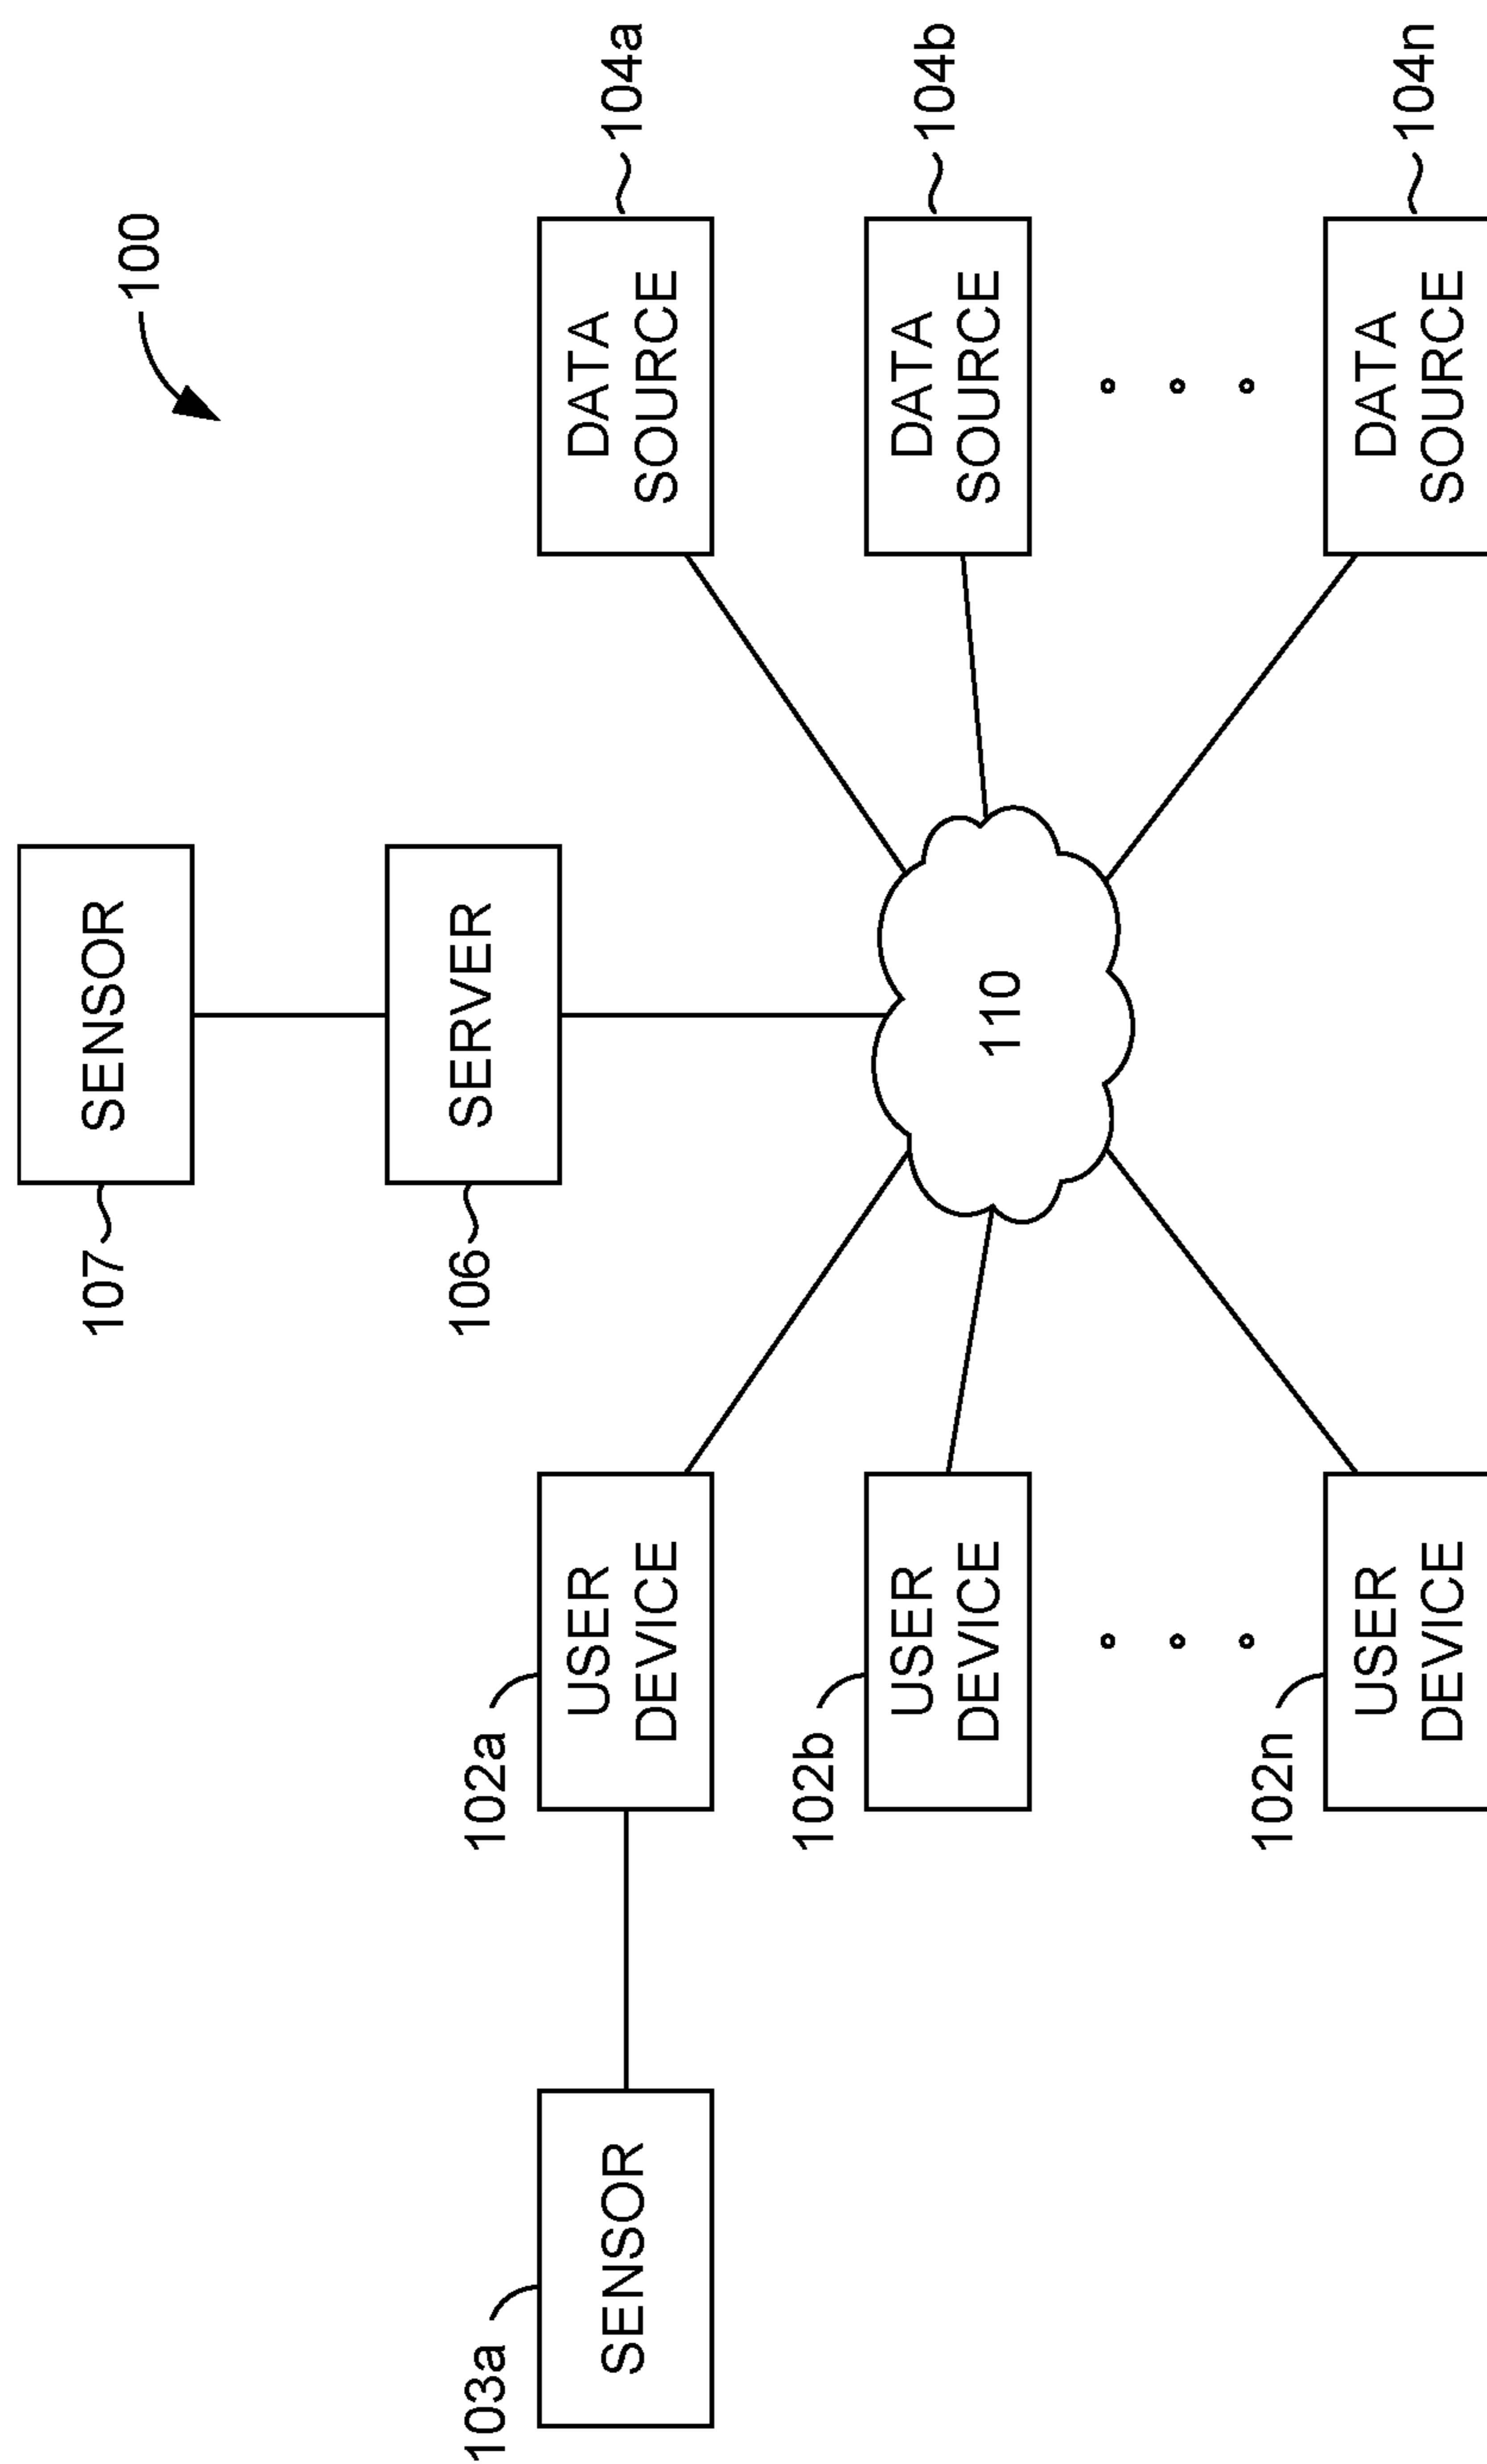 100
SENSOR
107
SERVER
106
103a
SENSOR
102a
USER
DEVICE
DATA
SOURCE
104a
110
102b
USER
DEVICE
DATA
SOURCE
104b
102n
USER
DEVICE
DATA
SOURCE
104n